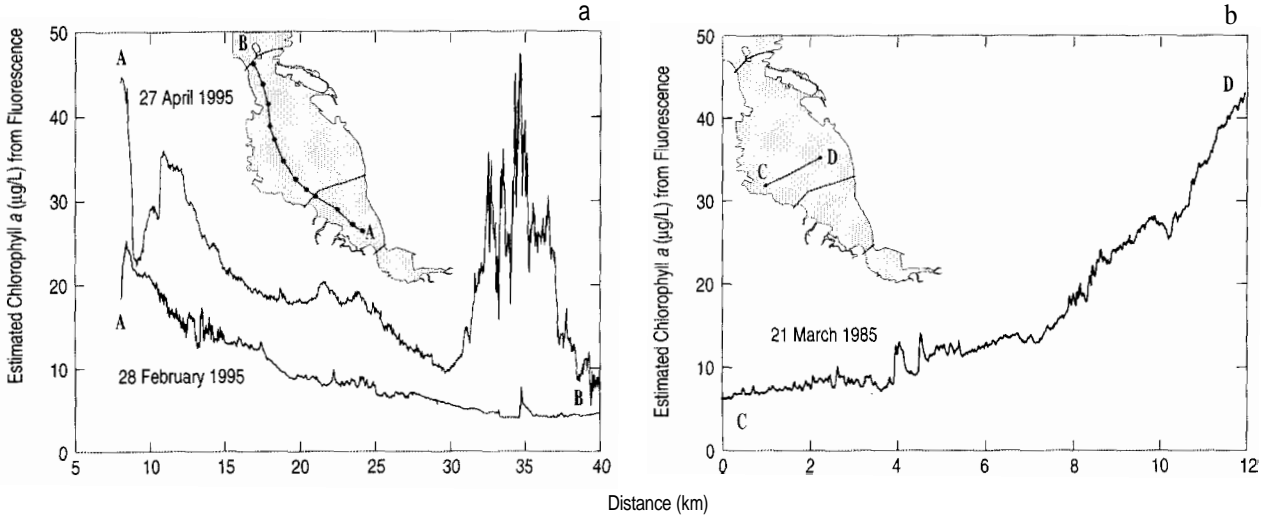 a
Estimated Chlorophyll a (µg/L) from Fluorescence
50
40
30
20
10
0
5
10
15
20
25
30
35
40
A
27 April 1995
B
A
A
28 February 1995
B
b
Estimated Chlorophyll a (µg/L) from Fluorescence
50
40
30
20
10
0
0
2
4
6
8
10
12
D
C
D
21 March 1985
C
Distance (km)